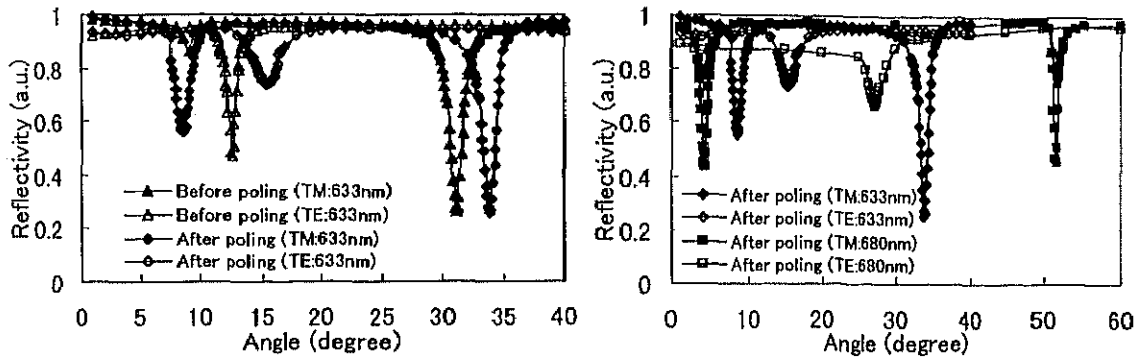 1
0.8
0.6
0.4
0.2
0
Reflectivity (a.u.)
Before poling (TM:633nm)
Before poling (TE:633nm)
After poling (TM:633nm)
After poling (TE:633nm)
0 5 10 15 20 25 30 35 40
Angle (degree)
1
0.8
0.6
0.4
0.2
0
Reflectivity (a.u.)
After poling (TM:633nm)
After poling (TE:633nm)
After poling (TM:680nm)
After poling (TE:680nm)
0 10 20 30 40 50 60
Angle (degree)